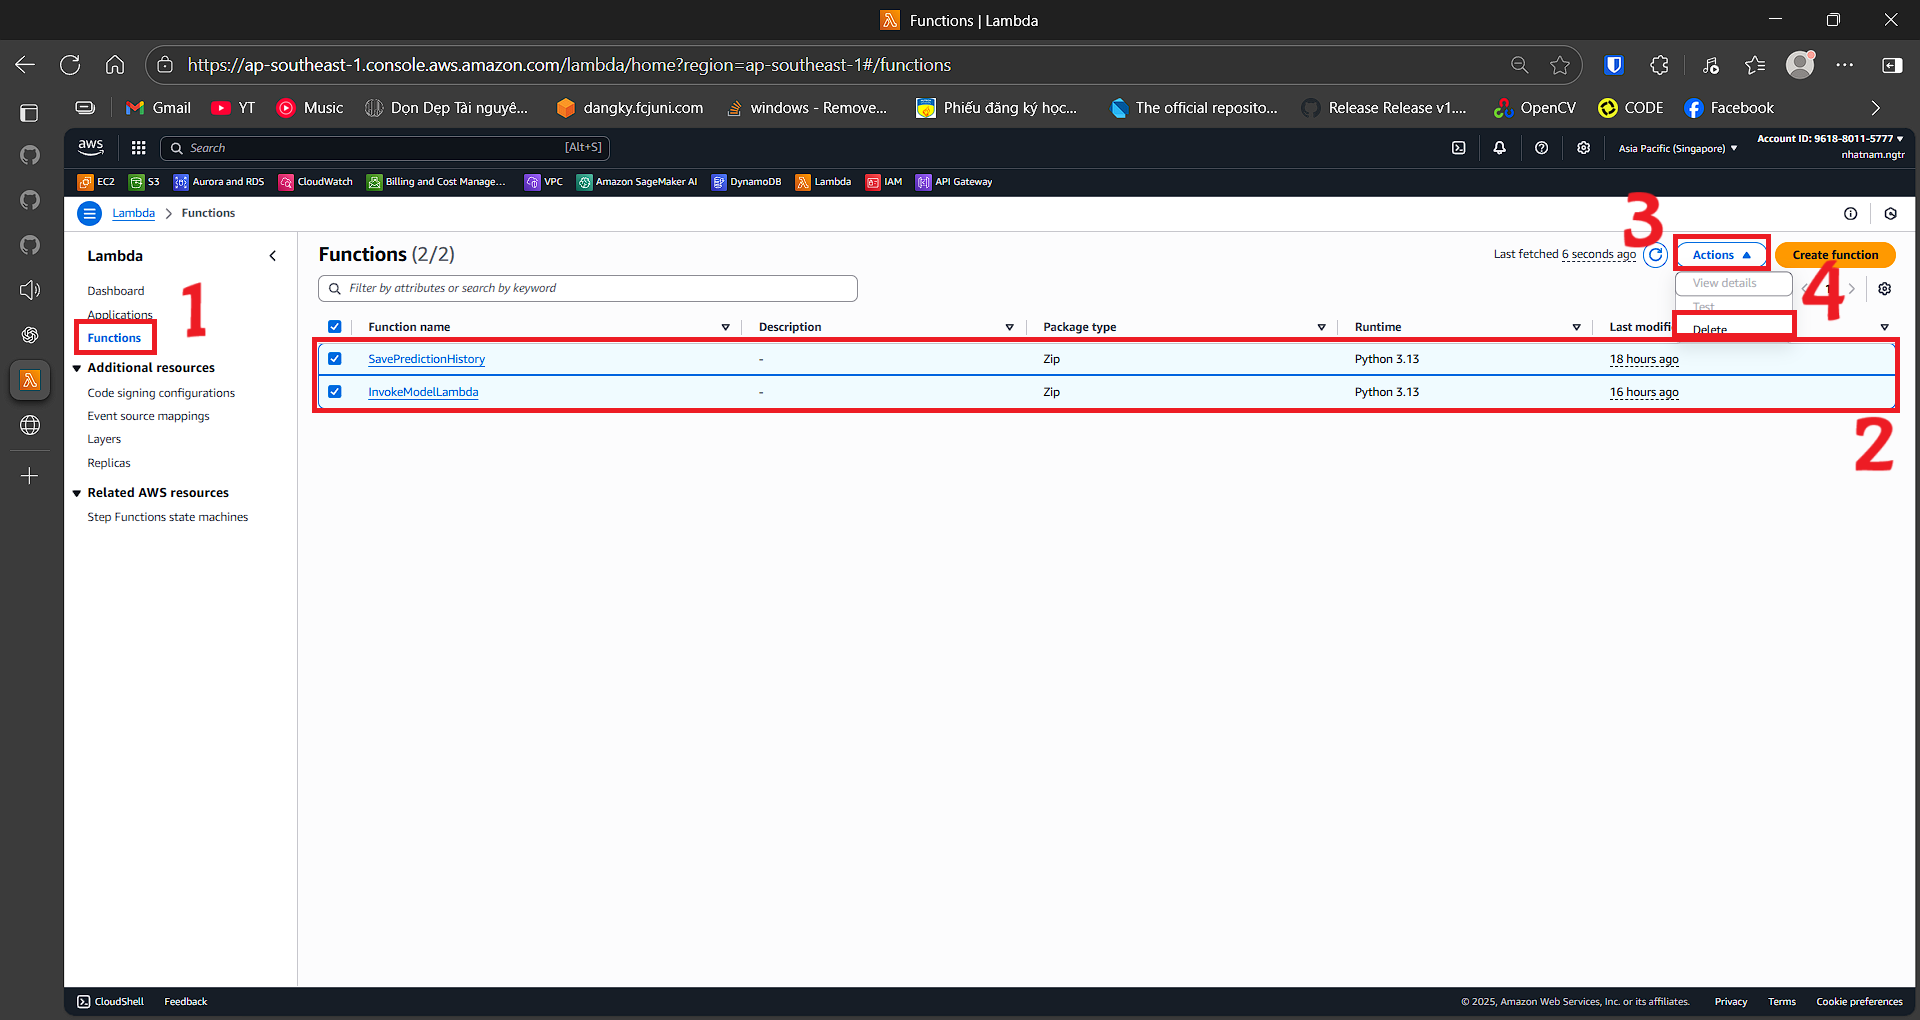 Functions | Lambda
https://ap-southeast-1.console.aws.amazon.com/lambda/home?region=ap-southeast-1#/functions
Gmail
YT
Music
Dọn Dẹp Tài nguyê...
dangky.fcjuni.com
windows - Remove...
Phiếu đăng ký học...
The official reposito...
Release Release v1....
OpenCV
CODE
Facebook
aws
Search
[Alt+S]
Asia Pacific (Singapore)
Account ID: 9618-8011-5777
nhatnam.ngtr
EC2
S3
Aurora and RDS
CloudWatch
Billing and Cost Manage...
VPC
Amazon SageMaker AI
DynamoDB
Lambda
IAM
API Gateway
Lambda
Functions
Lambda
Dashboard
Applications
Functions
1
Additional resources
Code signing configurations
Event source mappings
Layers
Replicas
Related AWS resources
Step Functions state machines
Functions (2/2)
Last fetched 6 seconds ago
3
Actions
Create function
Filter by attributes or search by keyword
View details
Test
Delete
1
4
Function name
Description
Package type
Runtime
Last modifi
SavePredictionHistory
-
Zip
Python 3.13
18 hours ago
InvokeModelLambda
-
Zip
Python 3.13
16 hours ago
2
CloudShell
Feedback
© 2025, Amazon Web Services, Inc. or its affiliates.
Privacy
Terms
Cookie preferences